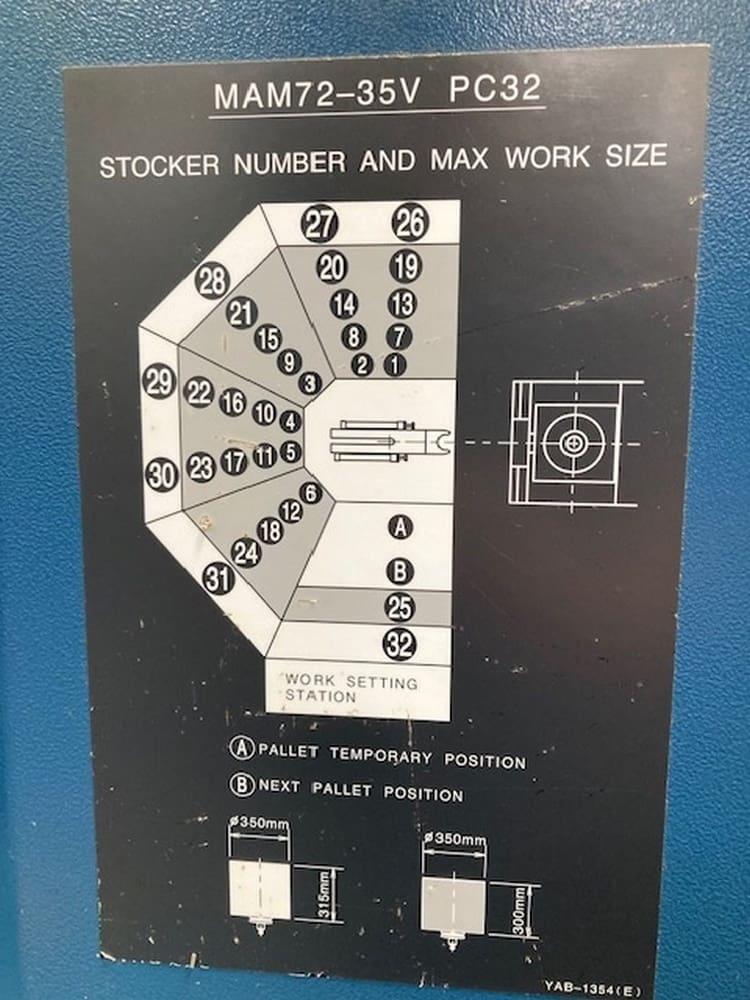 MAM72-35V PC32
STOCKER NUMBER AND MAX WORK SIZE
27 26
20 19
28
14 13
21
8 7
15
9 2 1
3
29 22 16 10 4
30 23 17 11 5
6
12
18
24
31
A
B
25
32
WORK SETTING
STATION
Ⓐ PALLET TEMPORARY POSITION
Ⓑ NEXT PALLET POSITION
ø350mm
315mm
ø350mm
300mm
YAB-1354(E)